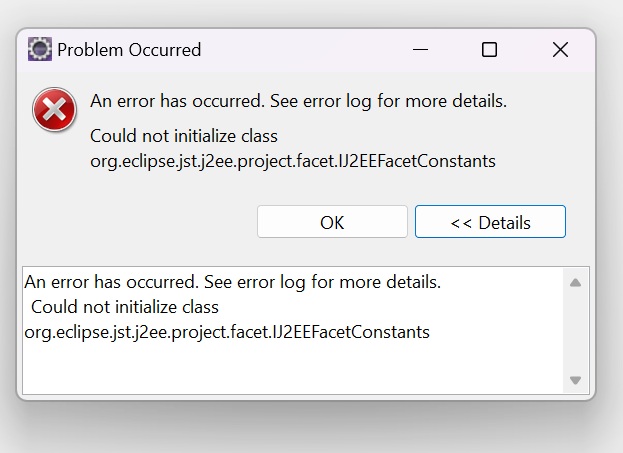 Problem Occurred
An error has occurred. See error log for more details.
Could not initialize class
org.eclipse.jst.j2ee.project.facet.IJ2EEFacetConstants
OK
<< Details
An error has occurred. See error log for more details.
Could not initialize class
org.eclipse.jst.j2ee.project.facet.IJ2EEFacetConstants